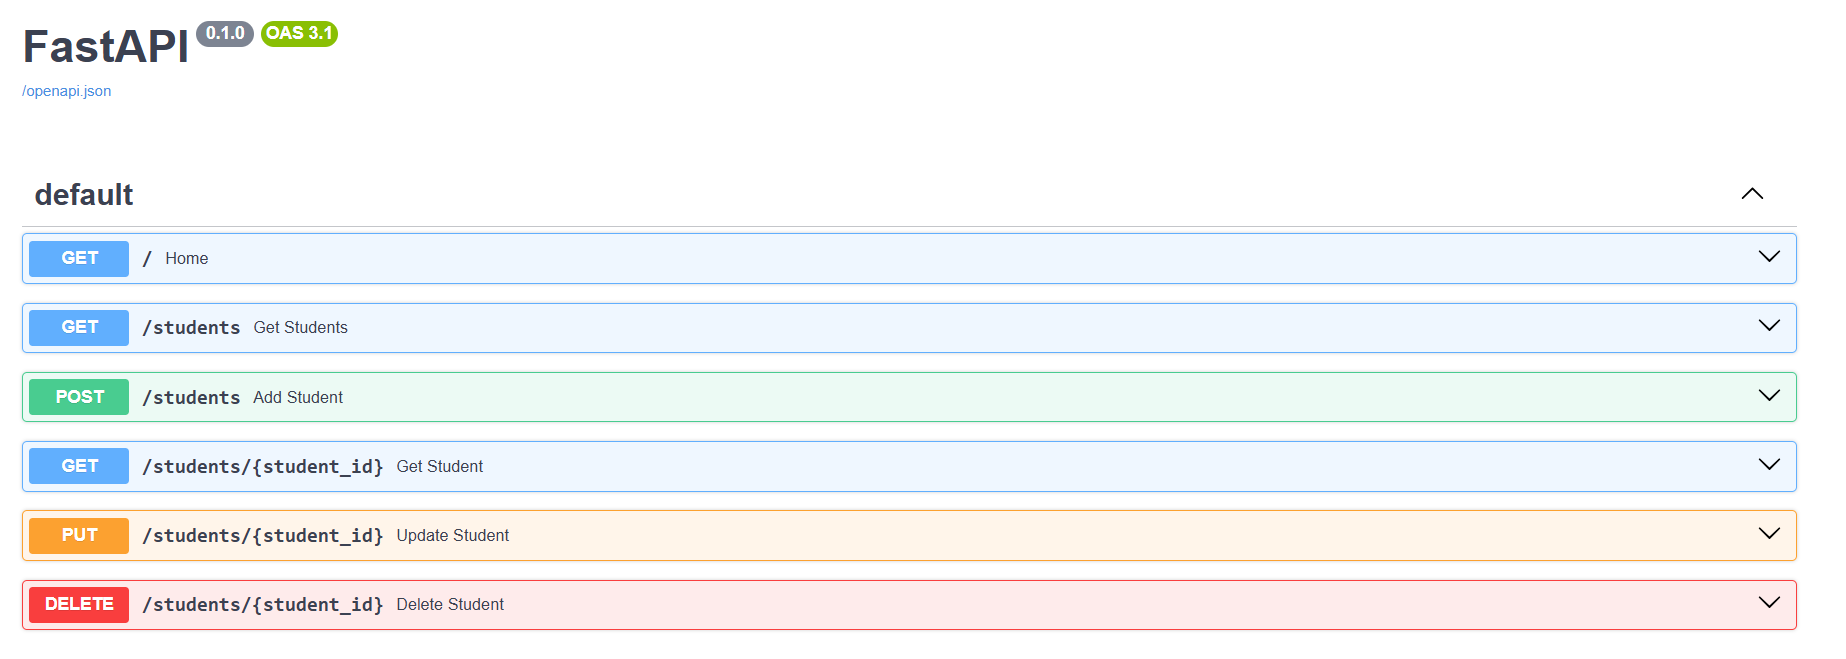 FastAPI 0.1.0 OAS 3.1
/openapi.json
default
GET / Home
GET /students Get Students
POST /students Add Student
GET /students/{student_id} Get Student
PUT /students/{student_id} Update Student
DELETE /students/{student_id} Delete Student